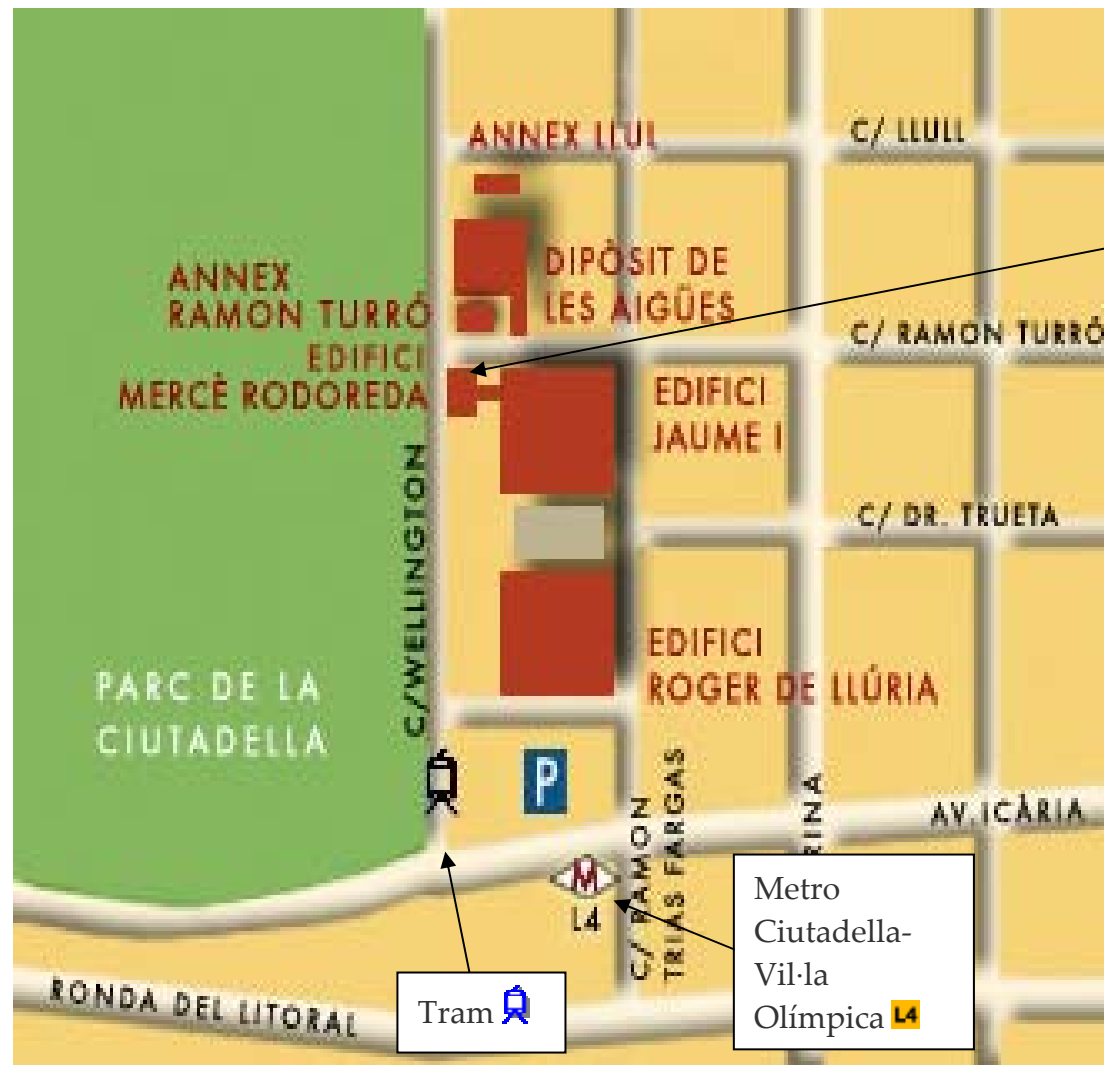 ANNEX LLUL
C/ LLULL
DIPÒSIT DE
LES AIGÜES
ANNEX
RAMON TURRÓ
C/ RAMON TURRÓ
EDIFICI
MERCÈ RODOREDA
EDIFICI
JAUME I
C/WELLINGTON
C/ DR. TRUETA
EDIFICI
ROGER DE LLÚRIA
PARC DE LA
CIUTADELLA
P
C/ RAMON
TRIAS FARGAS
RINA
AV. ICÀRIA
M
L4
Metro
Ciutadella-
Vil·la
Olímpica L4
Tram
RONDA DEL LITORAL